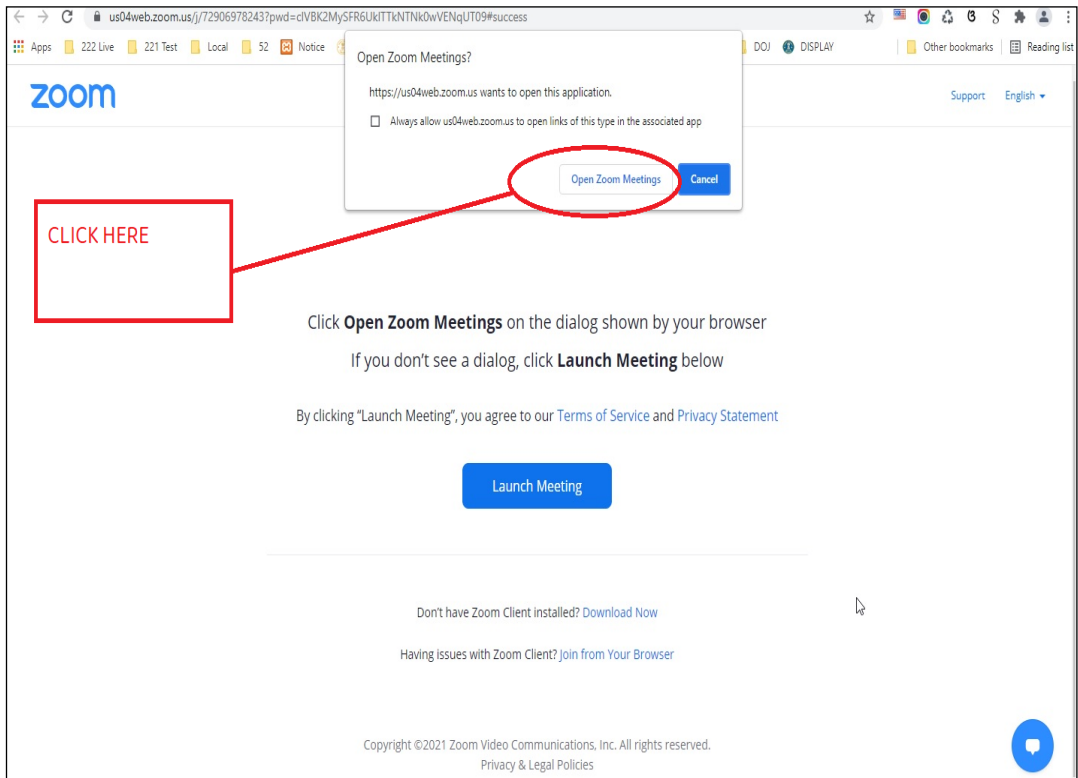 us04web.zoom.us/j/72906978243?pwd=clVBK2MySFR6UklTTkNTNk0wVENqUT09#success
Apps 222 Live 221 Test Local 52 Notice DOJ DISPLAY Other bookmarks Reading list
Open Zoom Meetings?
https://us04web.zoom.us wants to open this application.
Always allow us04web.zoom.us to open links of this type in the associated app
Open Zoom Meetings Cancel
zoom
Support English
CLICK HERE
Click Open Zoom Meetings on the dialog shown by your browser
If you don’t see a dialog, click Launch Meeting below
By clicking “Launch Meeting”, you agree to our Terms of Service and Privacy Statement
Launch Meeting
Don’t have Zoom Client installed? Download Now
Having issues with Zoom Client? Join from Your Browser
Copyright ©2021 Zoom Video Communications, Inc. All rights reserved.
Privacy & Legal Policies